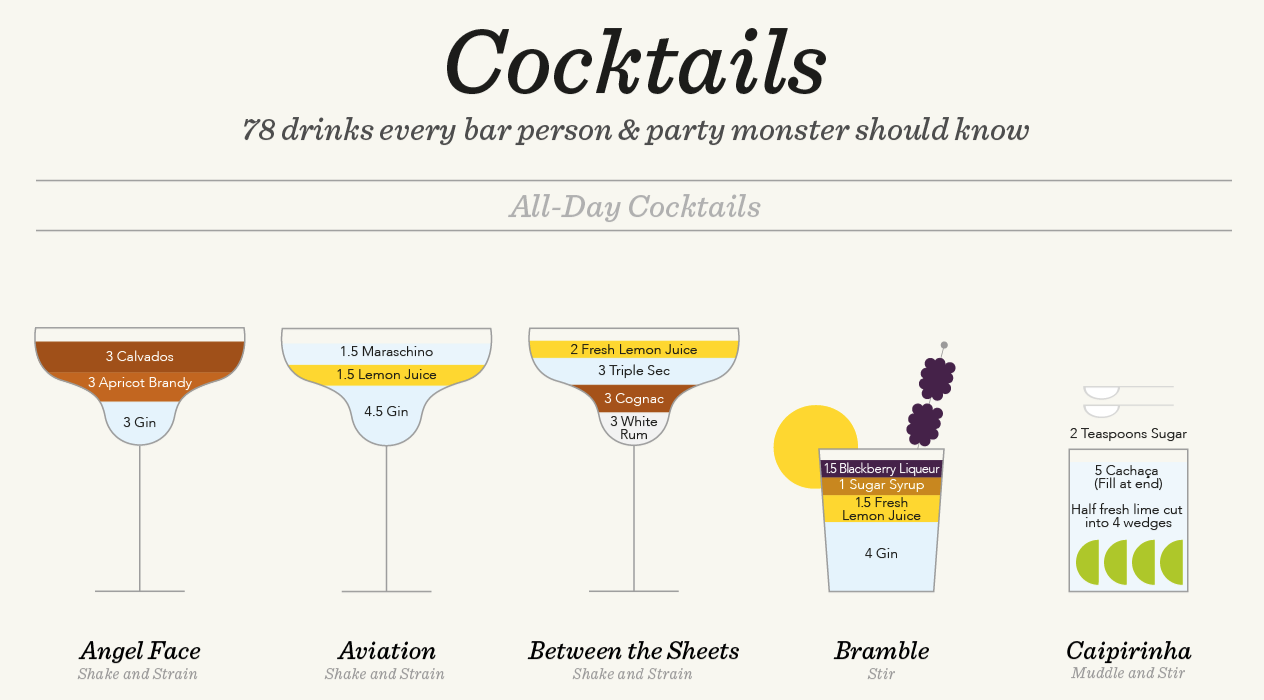 Cocktails
78 drinks every bar person & party monster should know
All-Day Cocktails
3 Calvados
3 Apricot Brandy
3 Gin
Angel Face
Shake and Strain
1.5 Maraschino
1.5 Lemon Juice
4.5 Gin
Aviation
Shake and Strain
2 Fresh Lemon Juice
3 Triple Sec
3 Cognac
3 White
Rum
Between the Sheets
Shake and Strain
1.5 Blackberry Liqueur
1 Sugar Syrup
1.5 Fresh
Lemon Juice
4 Gin
Bramble
Stir
2 Teaspoons Sugar
5 Cachaça
(Fill at end)
Half fresh lime cut
into 4 wedges
Caipirinha
Muddle and Stir